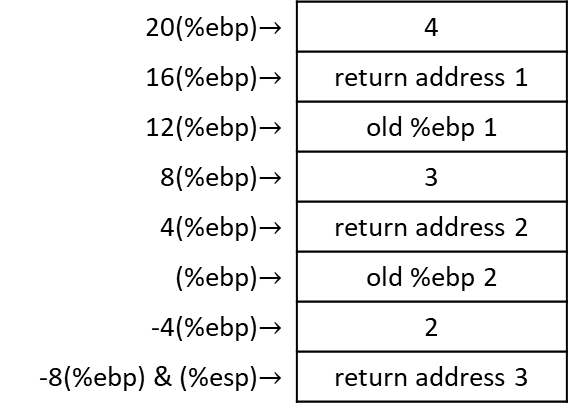 20(%ebp)→ 4
16(%ebp)→ return address 1
12(%ebp)→ old %ebp 1
8(%ebp)→ 3
4(%ebp)→ return address 2
(%ebp)→ old %ebp 2
-4(%ebp)→ 2
-8(%ebp) & (%esp)→ return address 3